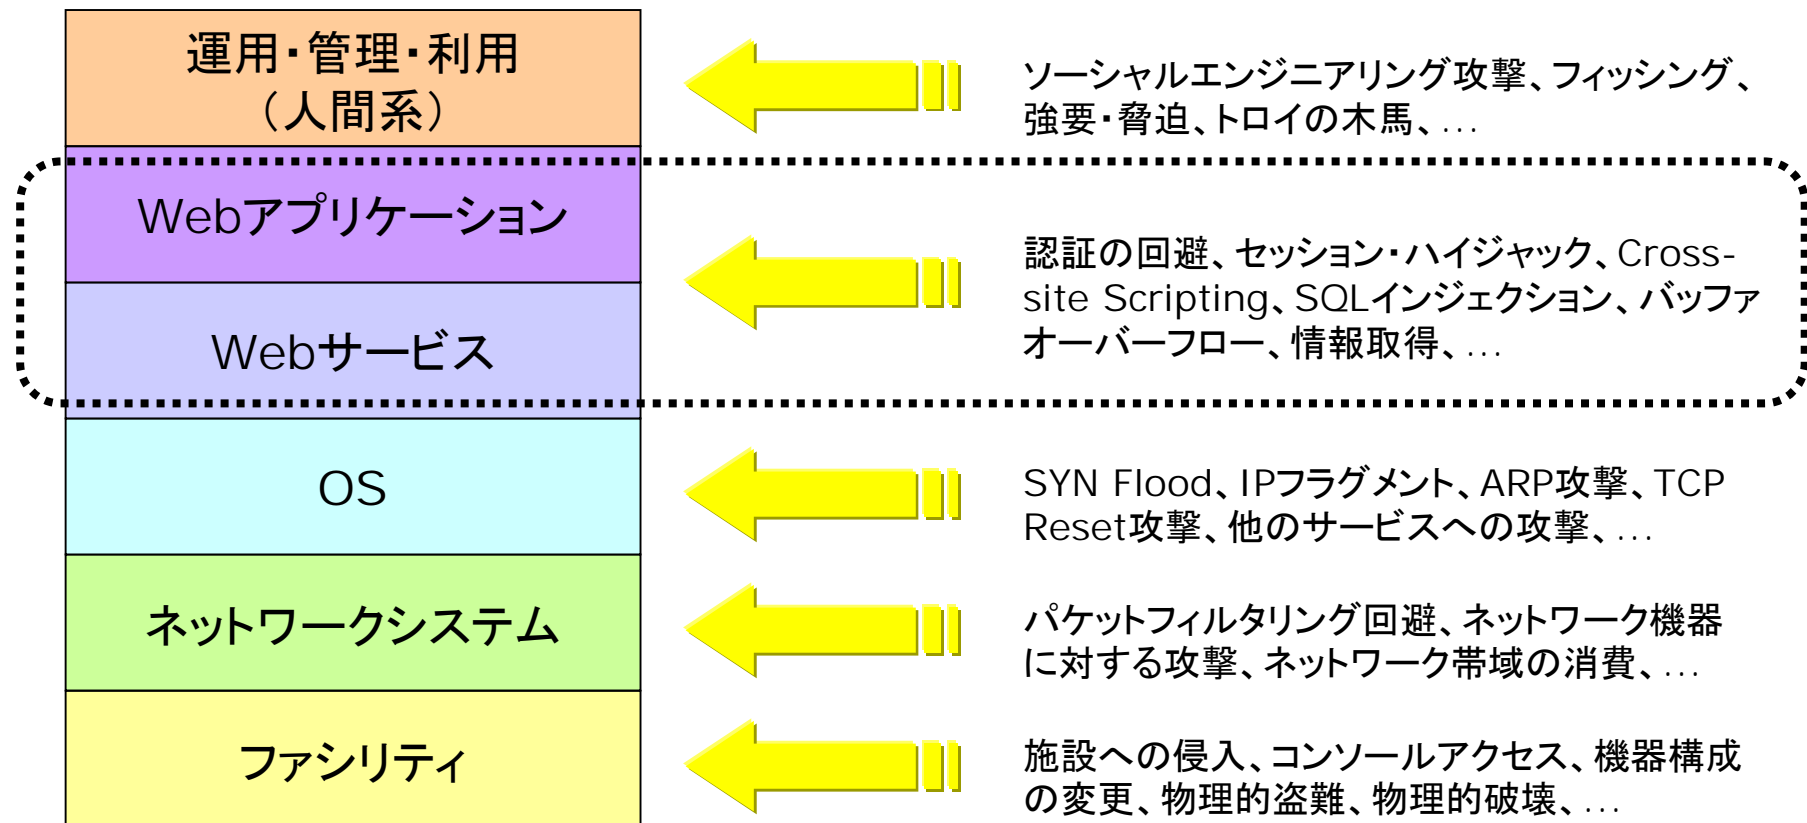 運用・管理・利用
（人間系）
ソーシャルエンジニアリング攻撃、フィッシング、
強要・脅迫、トロイの木馬、...
Webアプリケーション
Webサービス
認証の回避、セッション・ハイジャック、Cross-
site Scripting、SQLインジェクション、バッファ
オーバーフロー、情報取得、...
OS
SYN Flood、IPフラグメント、ARP攻撃、TCP
Reset攻撃、他のサービスへの攻撃、...
ネットワークシステム
パケットフィルタリング回避、ネットワーク機器
に対する攻撃、ネットワーク帯域の消費、...
ファシリティ
施設への侵入、コンソールアクセス、機器構成
の変更、物理的盗難、物理的破壊、...